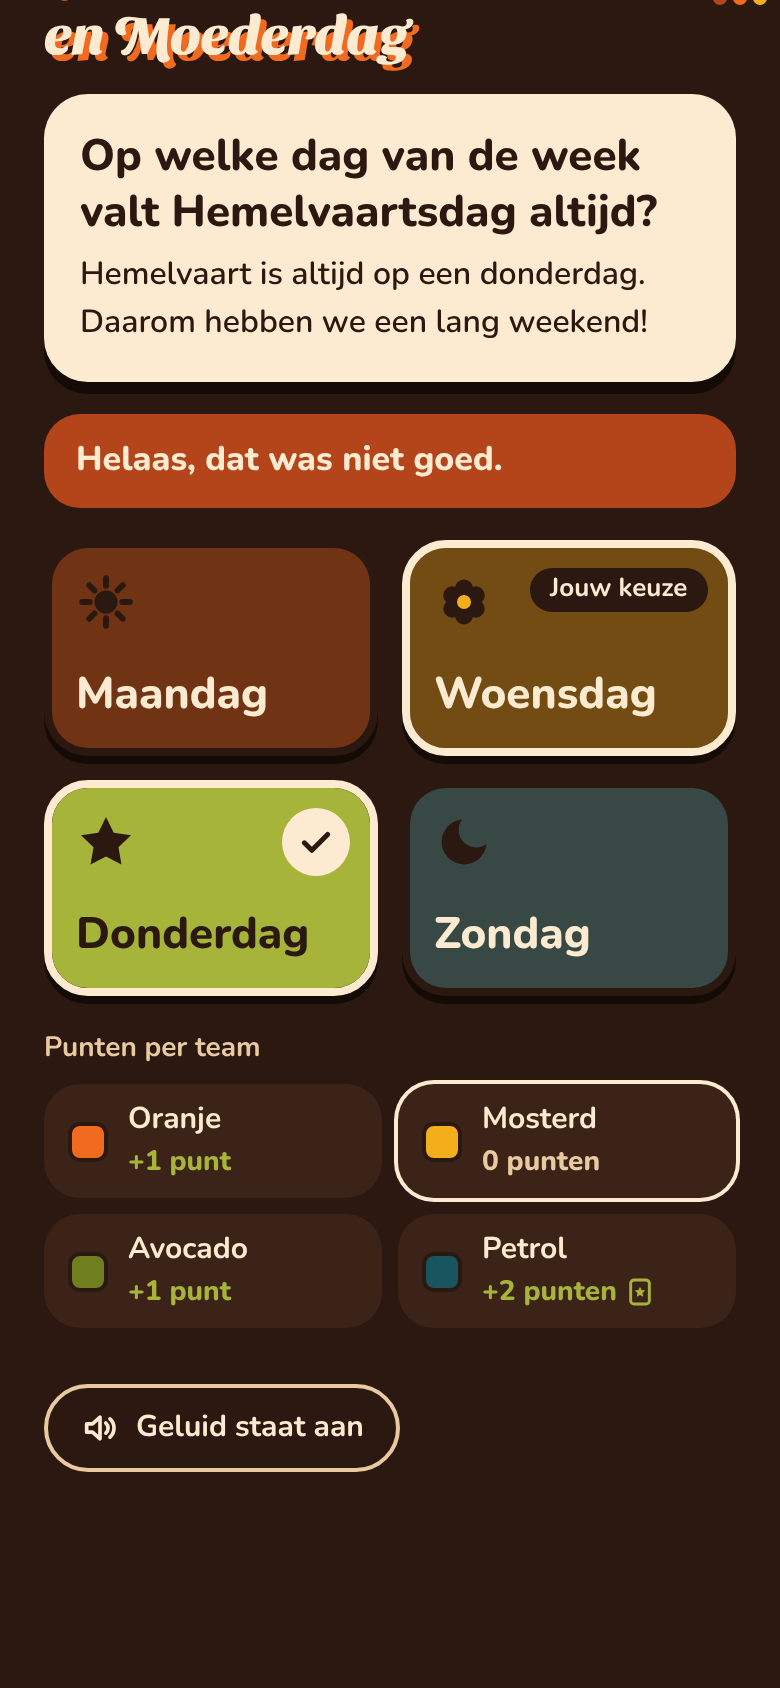 en Moederdag
Op welke dag van de week
valt Hemelvaartsdag altijd?
Hemelvaart is altijd op een donderdag.
Daarom hebben we een lang weekend!
Helaas, dat was niet goed.
Maandag
Jouw keuze
Woensdag
Donderdag
Zondag
Punten per team
Oranje
+1 punt
Mosterd
0 punten
Avocado
+1 punt
Petrol
+2 punten
Geluid staat aan